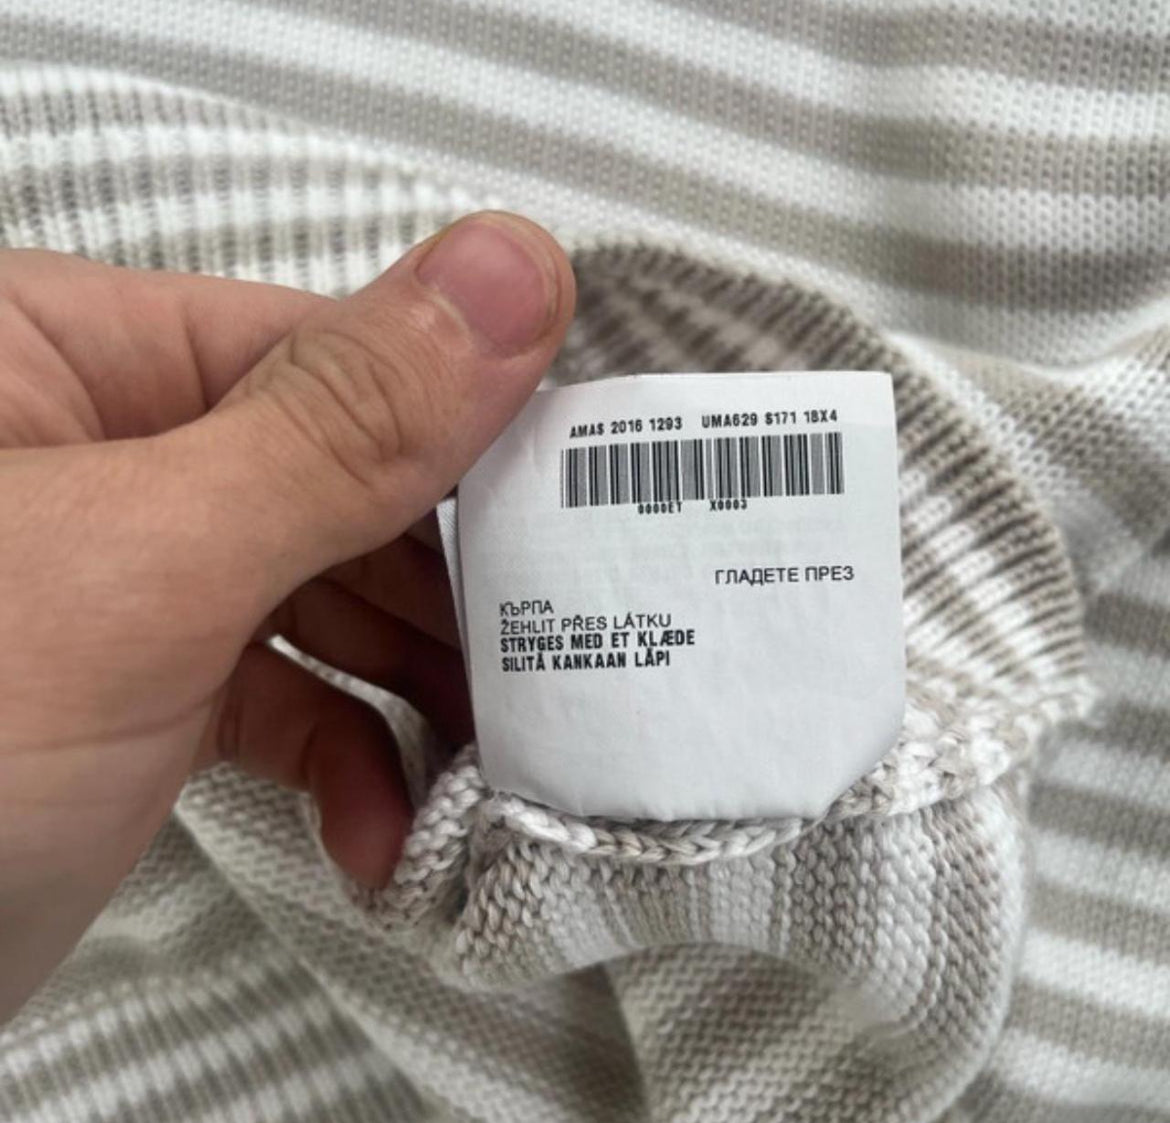 AMAS 2016 1293 UMA629 S171 18X4
0000ET X0003
ГЛАДЕТЕ ПРЕЗ
КЪРПА
ŽEHLIT PŘES LÁTKU
STRYGES MED ET KLÆDE
SILITÅ KANKAAN LÄPI